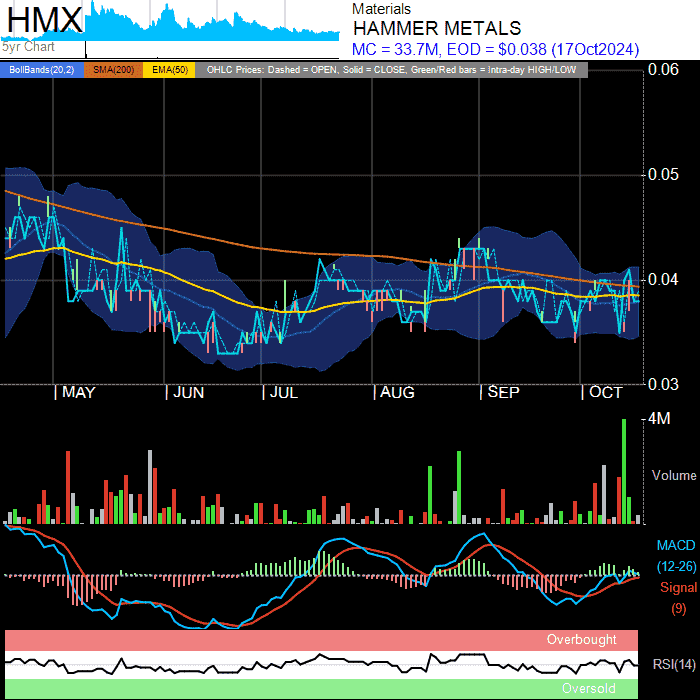 HMX
5yr Chart
Materials
HAMMER METALS
MC = 33.7M, EOD = $0.038 (17Oct2024)
BollBands(20,2) SMA(200) EMA(50) OHLC Prices: Dashed = OPEN, Solid = CLOSE, Green/Red bars = Intra-day HIGH/LOW
0.06
0.05
0.04
0.03
MAY JUN JUL AUG SEP OCT
4M
Volume
MACD
(12-26)
Signal
(9)
Overbought
RSI(14)
Oversold